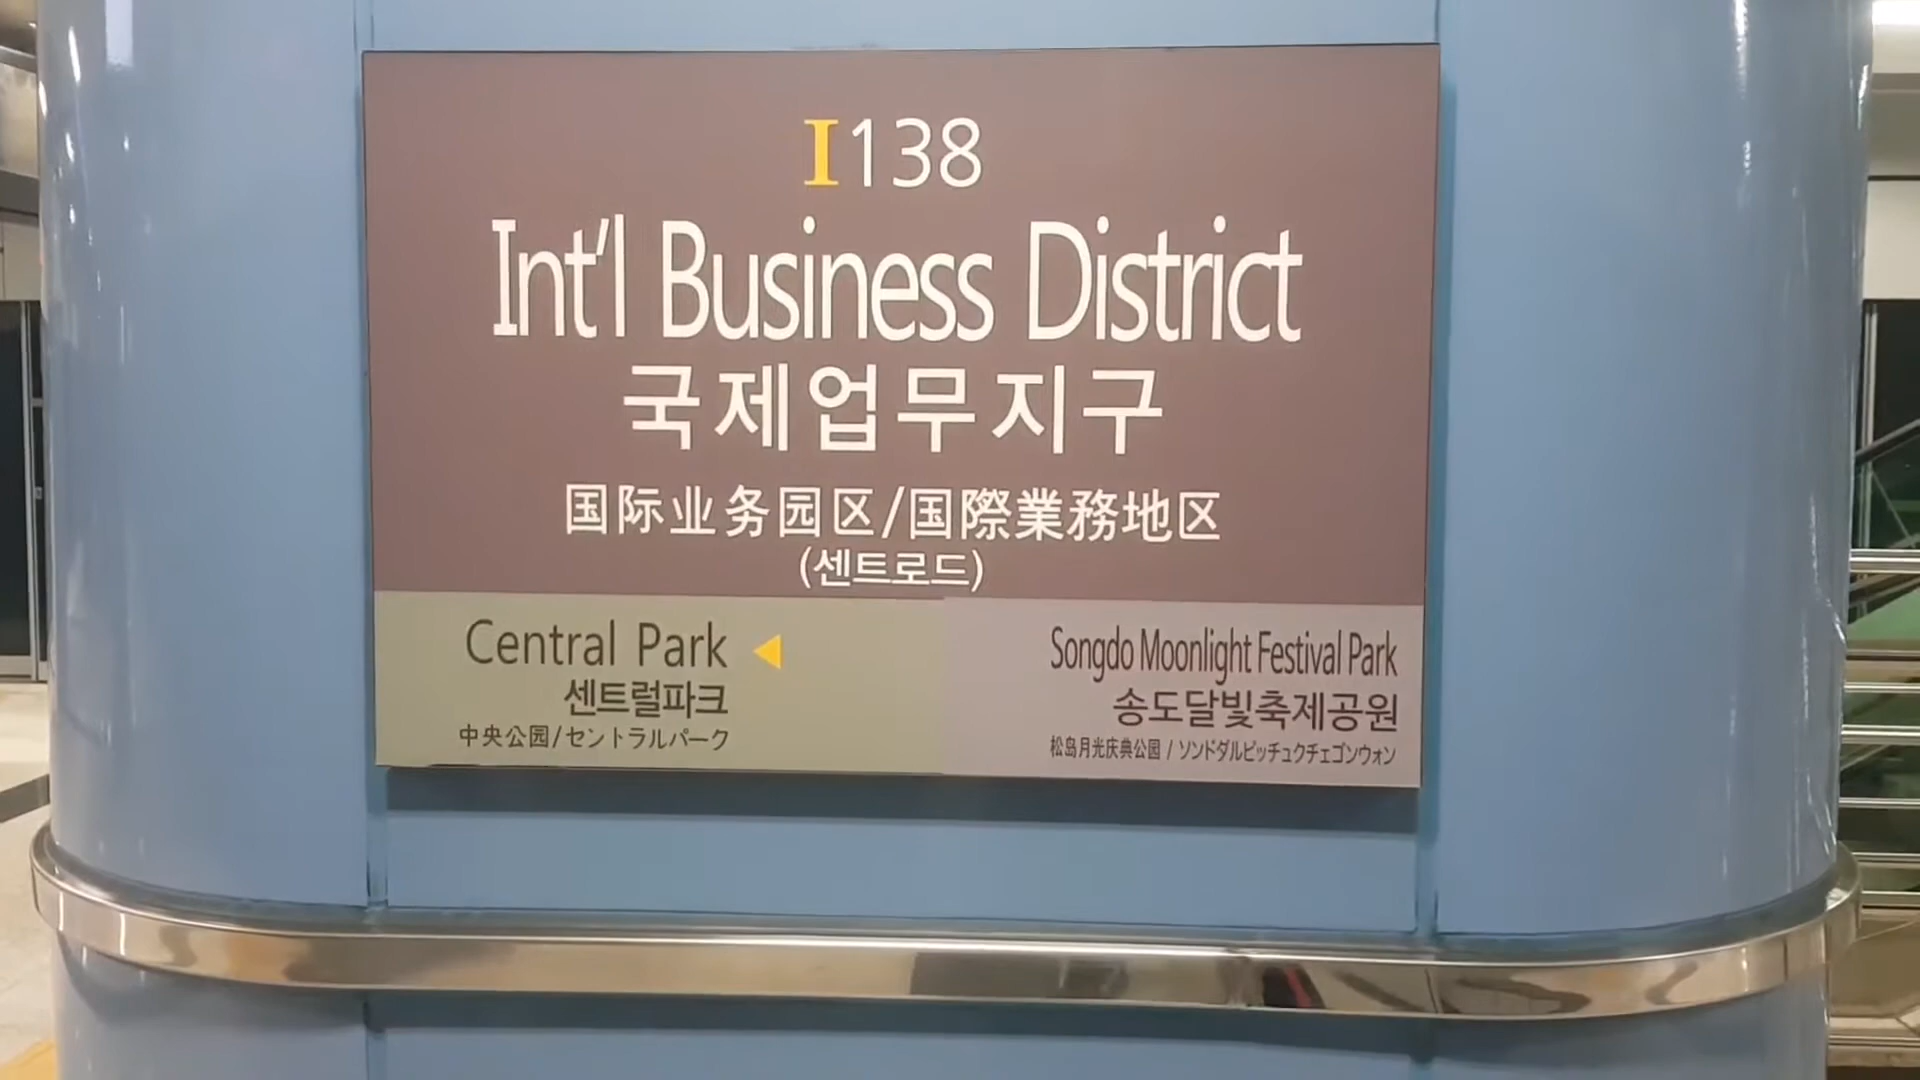 I138
Int'l Business District
국제업무지구
国际业务园区/国際業務地区
(센트로드)
Central Park ◀
센트럴파크
中央公园/セントラルパーク
Songdo Moonlight Festival Park
송도달빛축제공원
松岛月光庆典公园 / ソンドダルビッチュクチェゴンウォン